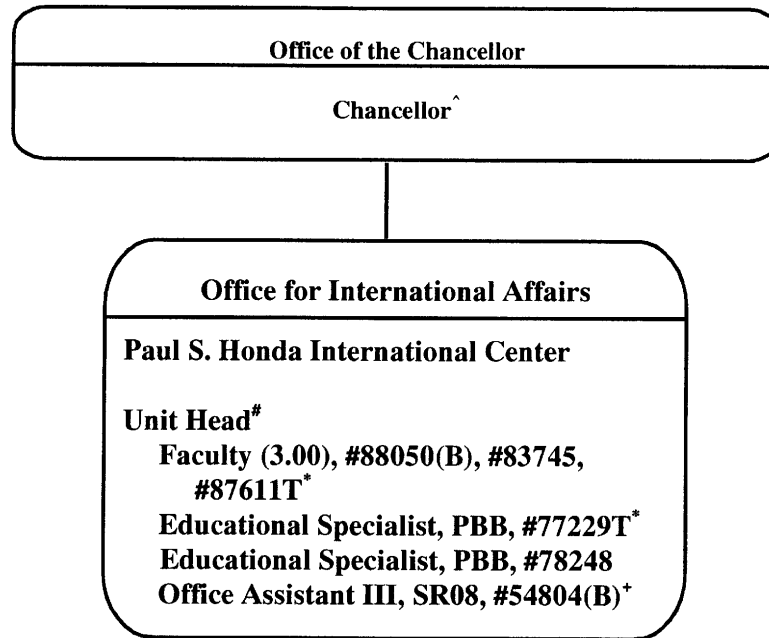 Office of the Chancellor
Chancellor^
Office for International Affairs
Paul S. Honda International Center
Unit Head#
Faculty (3.00), #88050(B), #83745,
#87611T*
Educational Specialist, PBB, #77229T*
Educational Specialist, PBB, #78248
Office Assistant III, SR08, #54804(B)+